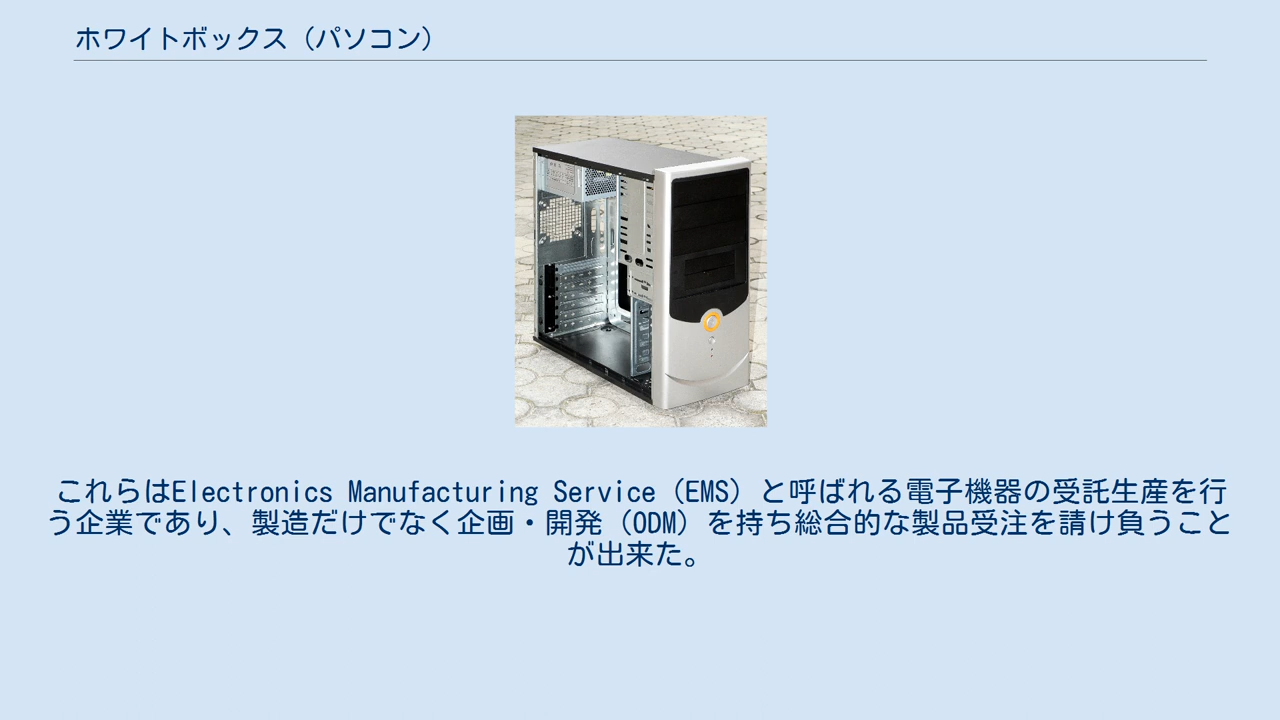 ホワイトボックス（パソコン）
これらはElectronics Manufacturing Service（EMS）と呼ばれる電子機器の受託生産を行
う企業であり、製造だけでなく企画・開発（ODM）を持ち総合的な製品受注を請け負うこと
が出来た。